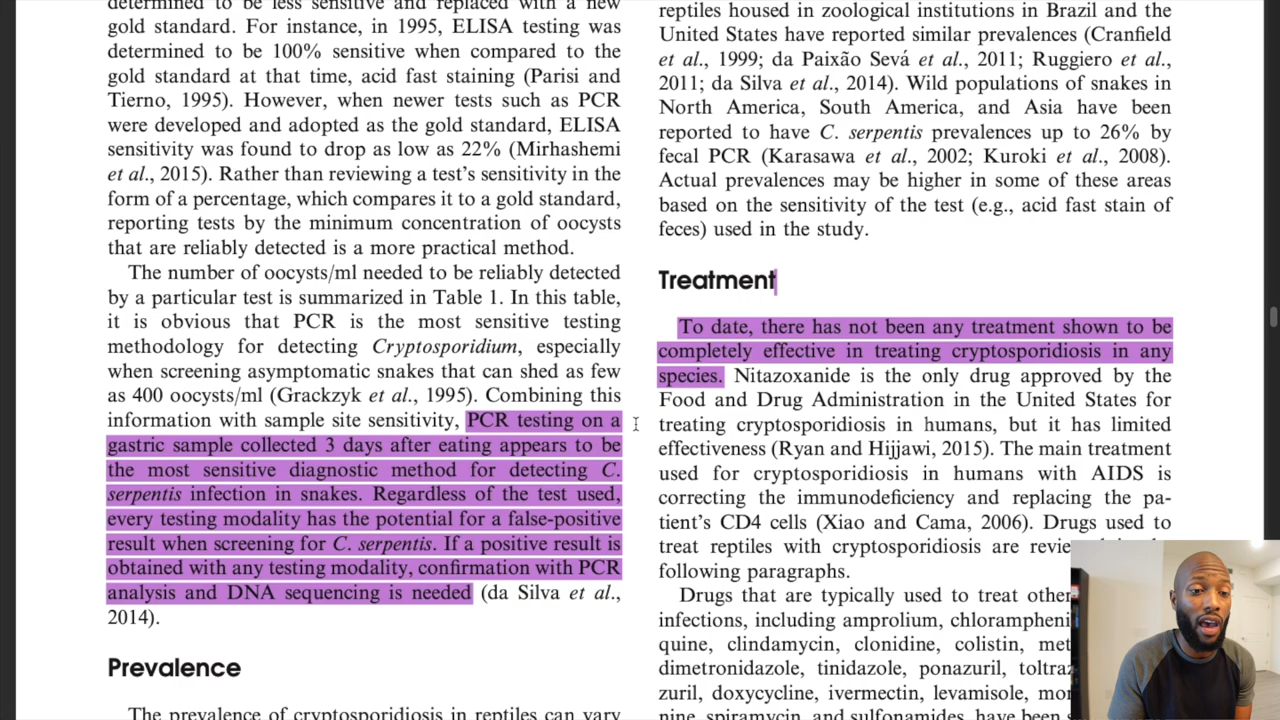 determined to be less sensitive and replaced with a new
gold standard. For instance, in 1995, ELISA testing was
determined to be 100% sensitive when compared to the
gold standard at that time, acid fast staining (Parisi and
Tierno, 1995). However, when newer tests such as PCR
were developed and adopted as the gold standard, ELISA
sensitivity was found to drop as low as 22% (Mirhashemi
et al., 2015). Rather than reviewing a test's sensitivity in the
form of a percentage, which compares it to a gold standard,
reporting tests by the minimum concentration of oocysts
that are reliably detected is a more practical method.
The number of oocysts/ml needed to be reliably detected
by a particular test is summarized in Table 1. In this table,
it is obvious that PCR is the most sensitive testing
methodology for detecting Cryptosporidium, especially
when screening asymptomatic snakes that can shed as few
as 400 oocysts/ml (Grackzyk et al., 1995). Combining this
information with sample site sensitivity, PCR testing on a
gastric sample collected 3 days after eating appears to be
the most sensitive diagnostic method for detecting C.
serpentis infection in snakes. Regardless of the test used,
every testing modality has the potential for a false-positive
result when screening for C. serpentis. If a positive result is
obtained with any testing modality, confirmation with PCR
analysis and DNA sequencing is needed (da Silva et al.,
2014).
Prevalence
The prevalence of cryptosporidiosis in reptiles can vary
reptiles housed in zoological institutions in Brazil and the
United States have reported similar prevalences (Cranfield
et al., 1999; da Paixão Sevá et al., 2011; Ruggiero et al.,
2011; da Silva et al., 2014). Wild populations of snakes in
North America, South America, and Asia have been
reported to have C. serpentis prevalences up to 26% by
fecal PCR (Karasawa et al., 2002; Kuroki et al., 2008).
Actual prevalences may be higher in some of these areas
based on the sensitivity of the test (e.g., acid fast stain of
feces) used in the study.
Treatment
To date, there has not been any treatment shown to be
completely effective in treating cryptosporidiosis in any
species. Nitazoxanide is the only drug approved by the
Food and Drug Administration in the United States for
treating cryptosporidiosis in humans, but it has limited
effectiveness (Ryan and Hijjawi, 2015). The main treatment
used for cryptosporidiosis in humans with AIDS is
correcting the immunodeficiency and replacing the pa-
tient's CD4 cells (Xiao and Cama, 2006). Drugs used to
treat reptiles with cryptosporidiosis are
following paragraphs.
Drugs that are typically used to treat other
infections, including amprolium,
quine, clindamycin, clonidine, colistin,
dimetronidazole, tinidazole, ponazuril,
zuril, doxycycline, ivermectin, levamisole,
nine, spiramycin, and sulfonamides, have been